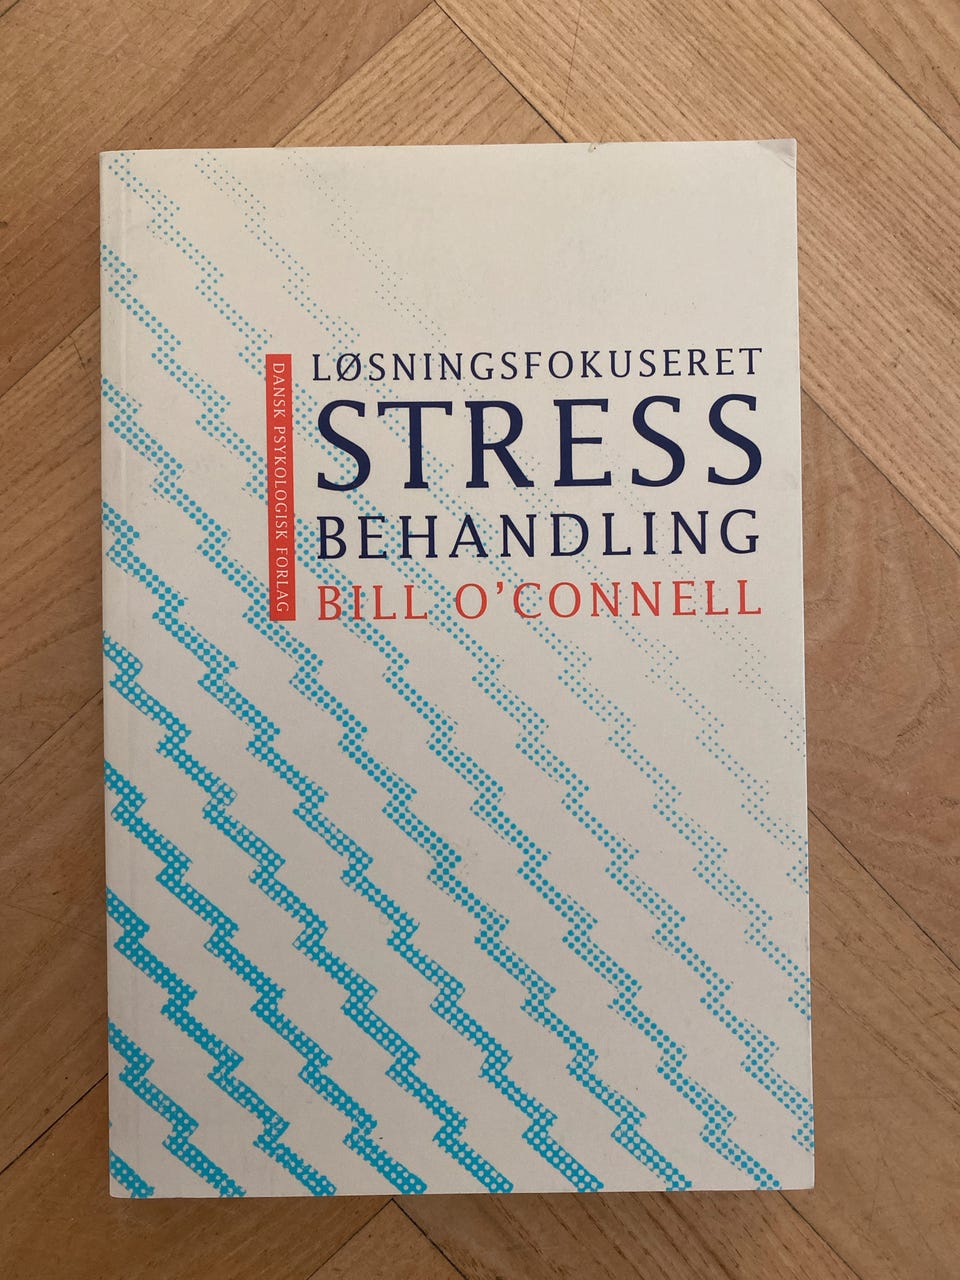 LØSNINGSFOKUSERET
STRESS
BEHANDLING
BILL O'CONNELL
DANSK PSYKOLOGISK FORLAG